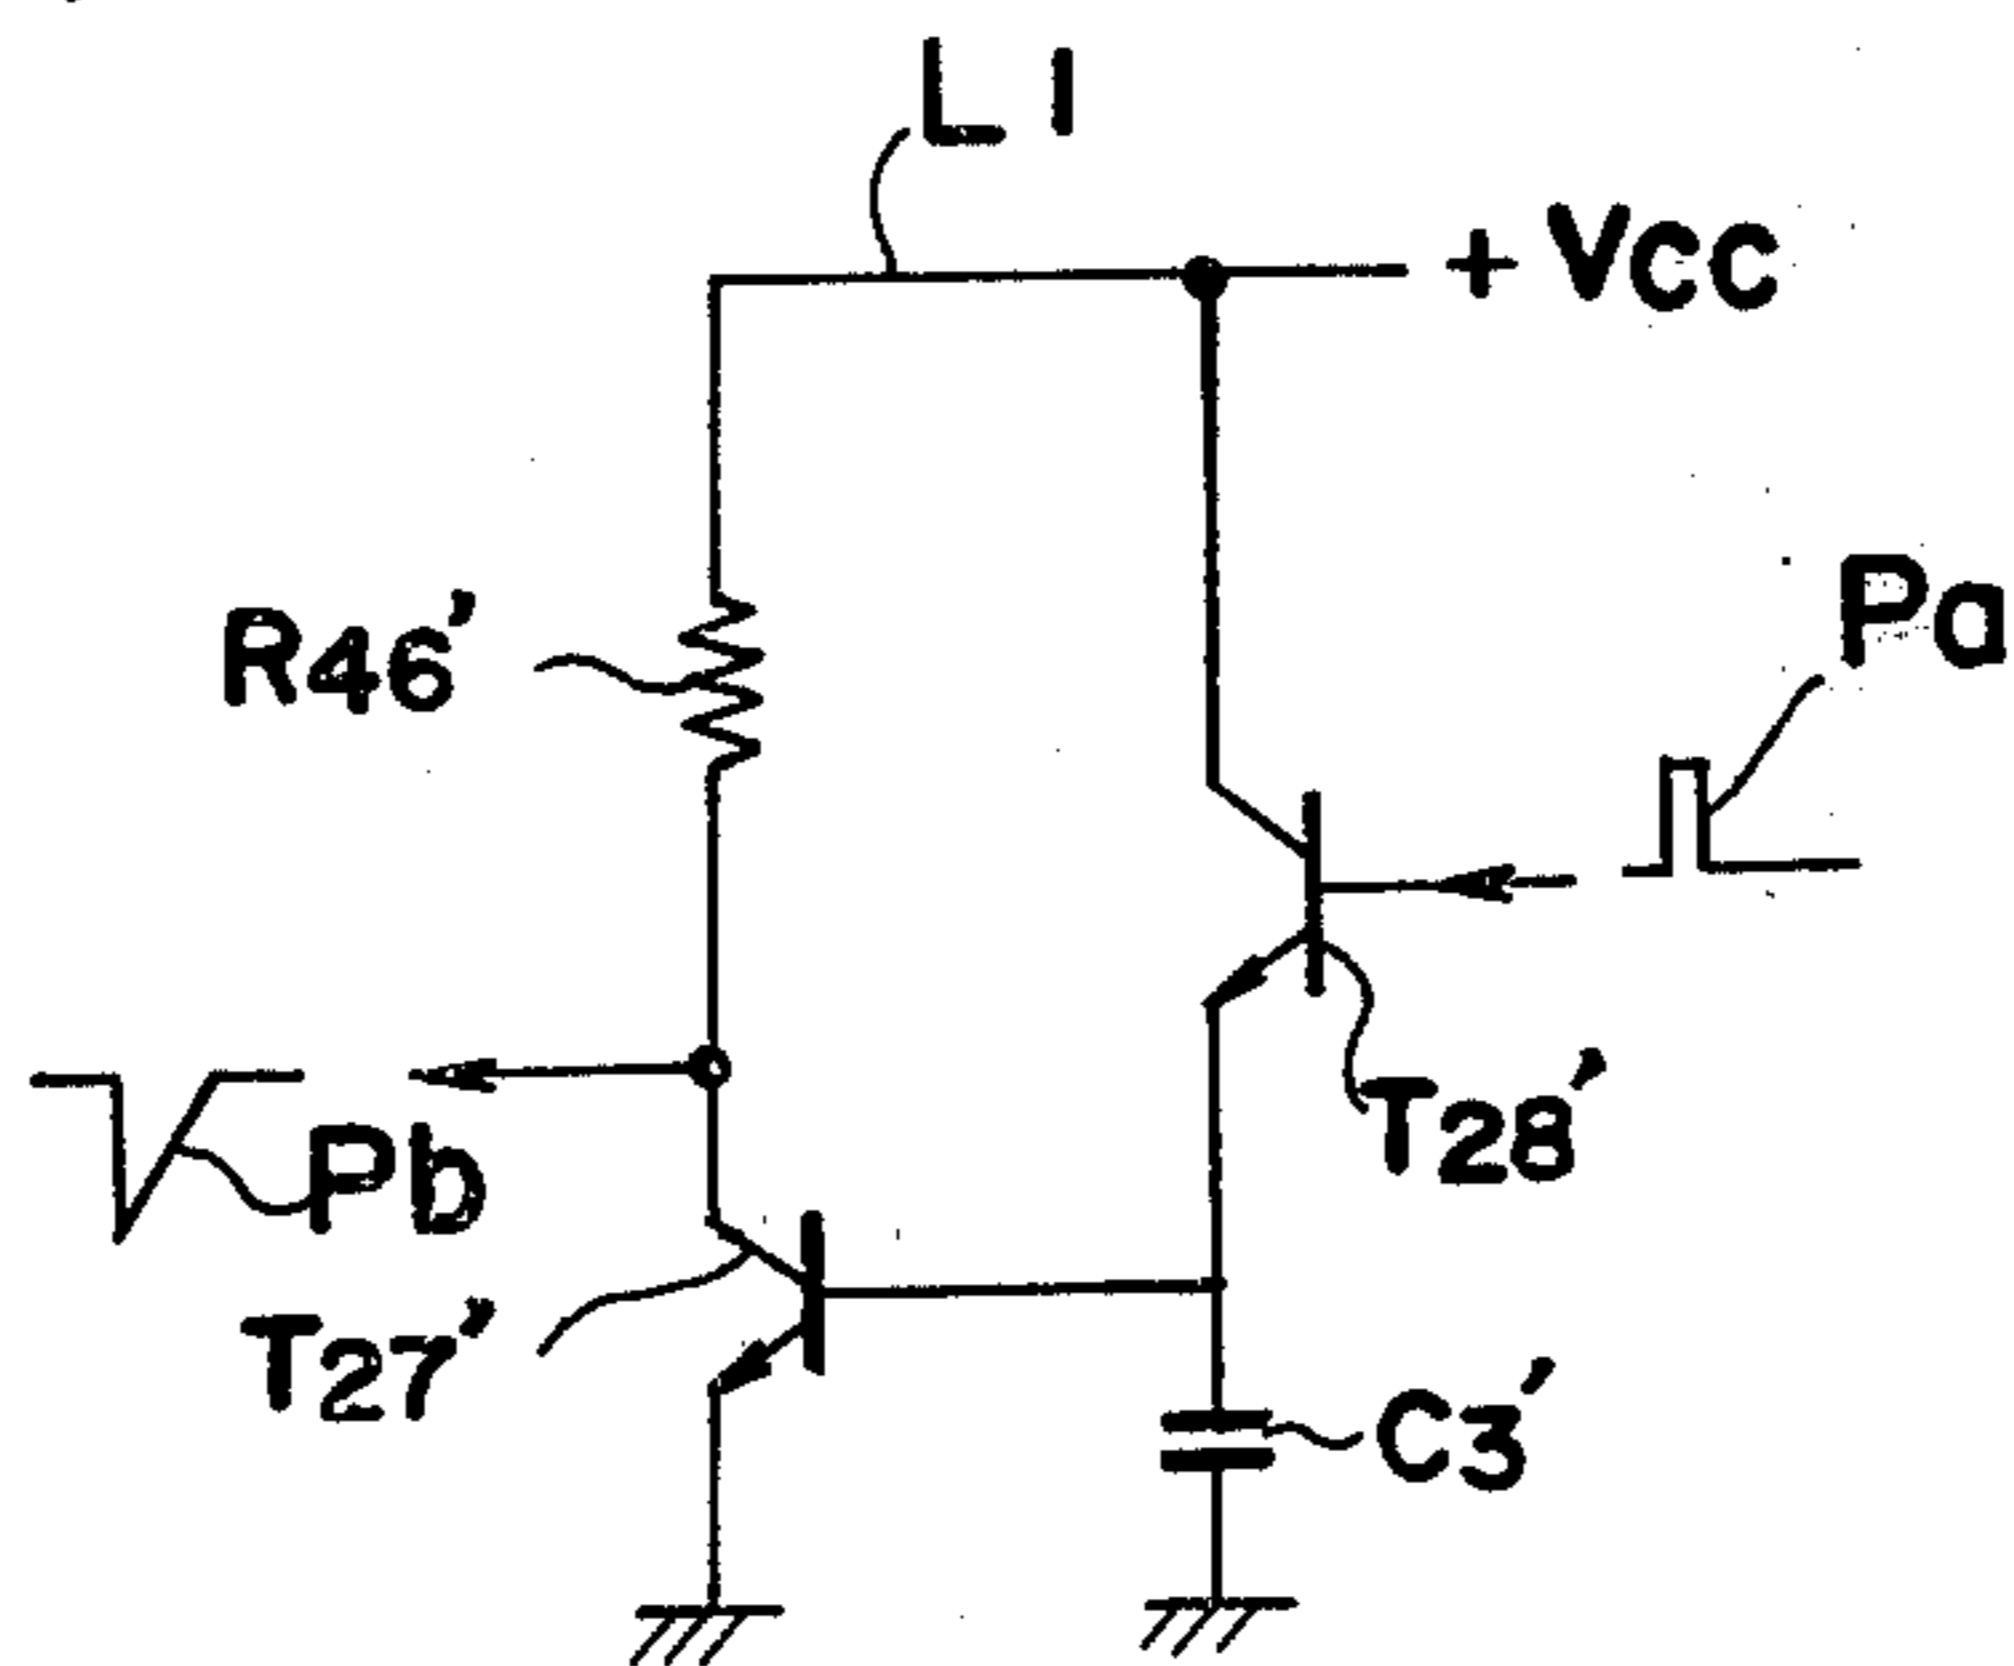 L1
+Vcc
R46'
Pa
Pb
T28'
T27'
C3'